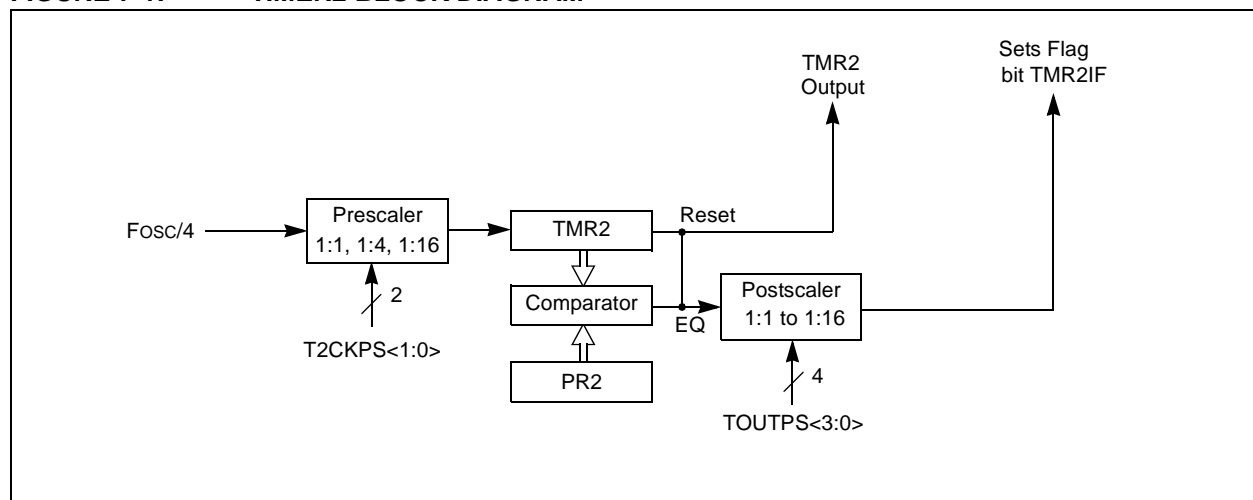 TMR2
Output
Sets Flag
bit TMR2IF
FOSC/4
Prescaler
1:1, 1:4, 1:16
2
T2CKPS<1:0>
TMR2
Reset
Comparator
EQ
PR2
Postscaler
1:1 to 1:16
4
TOUTPS<3:0>